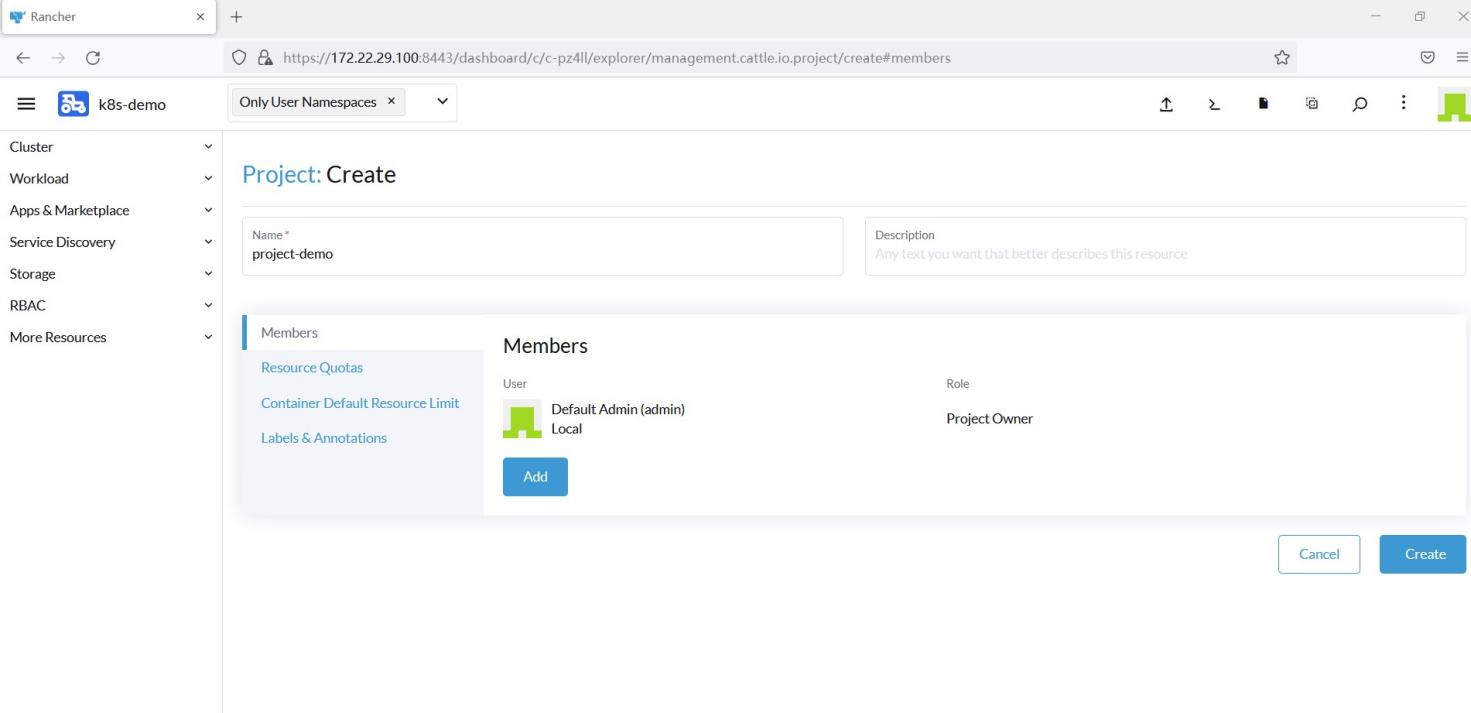 Rancher
https://172.22.29.100:8443/dashboard/c/c-pz4ll/explorer/management.cattle.io.project/create#members
k8s-demo
Only User Namespaces
Cluster
Workload
Apps & Marketplace
Service Discovery
Storage
RBAC
More Resources
Project: Create
Name*
project-demo
Description
Any text you want that better describes this resource
Members
Resource Quotas
Container Default Resource Limit
Labels & Annotations
Members
User
Role
Default Admin (admin)
Local
Project Owner
Add
Cancel
Create